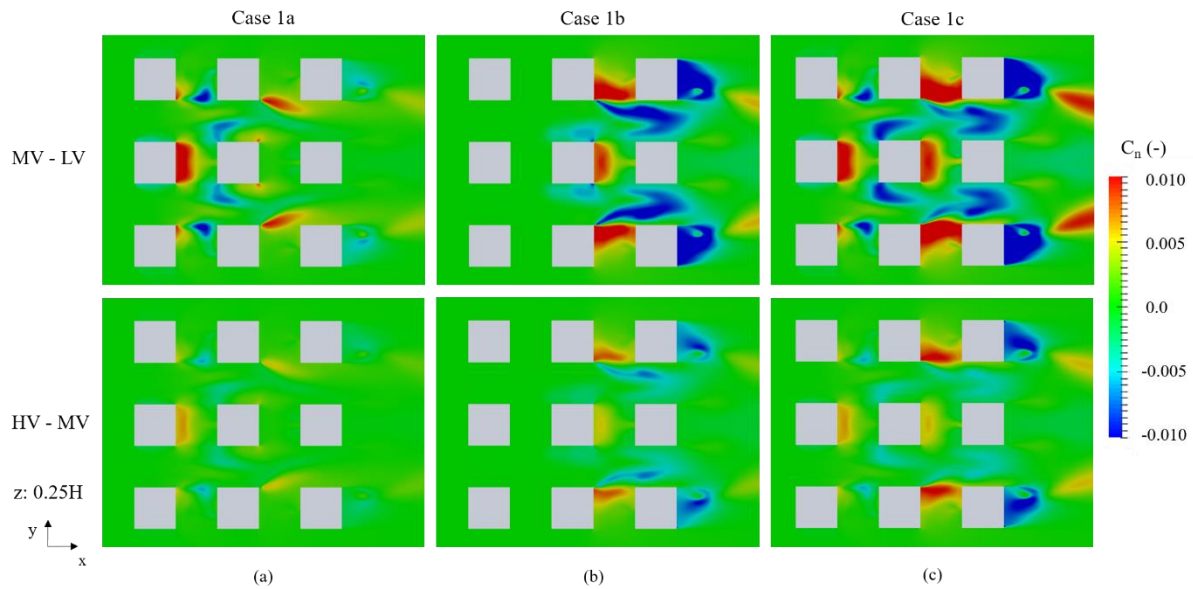 Case 1a
Case 1b
Case 1c
MV - LV
Cn (-)
0.010
0.005
0.0
-0.005
-0.010
HV - MV
z: 0.25H
y
x
(a)
(b)
(c)